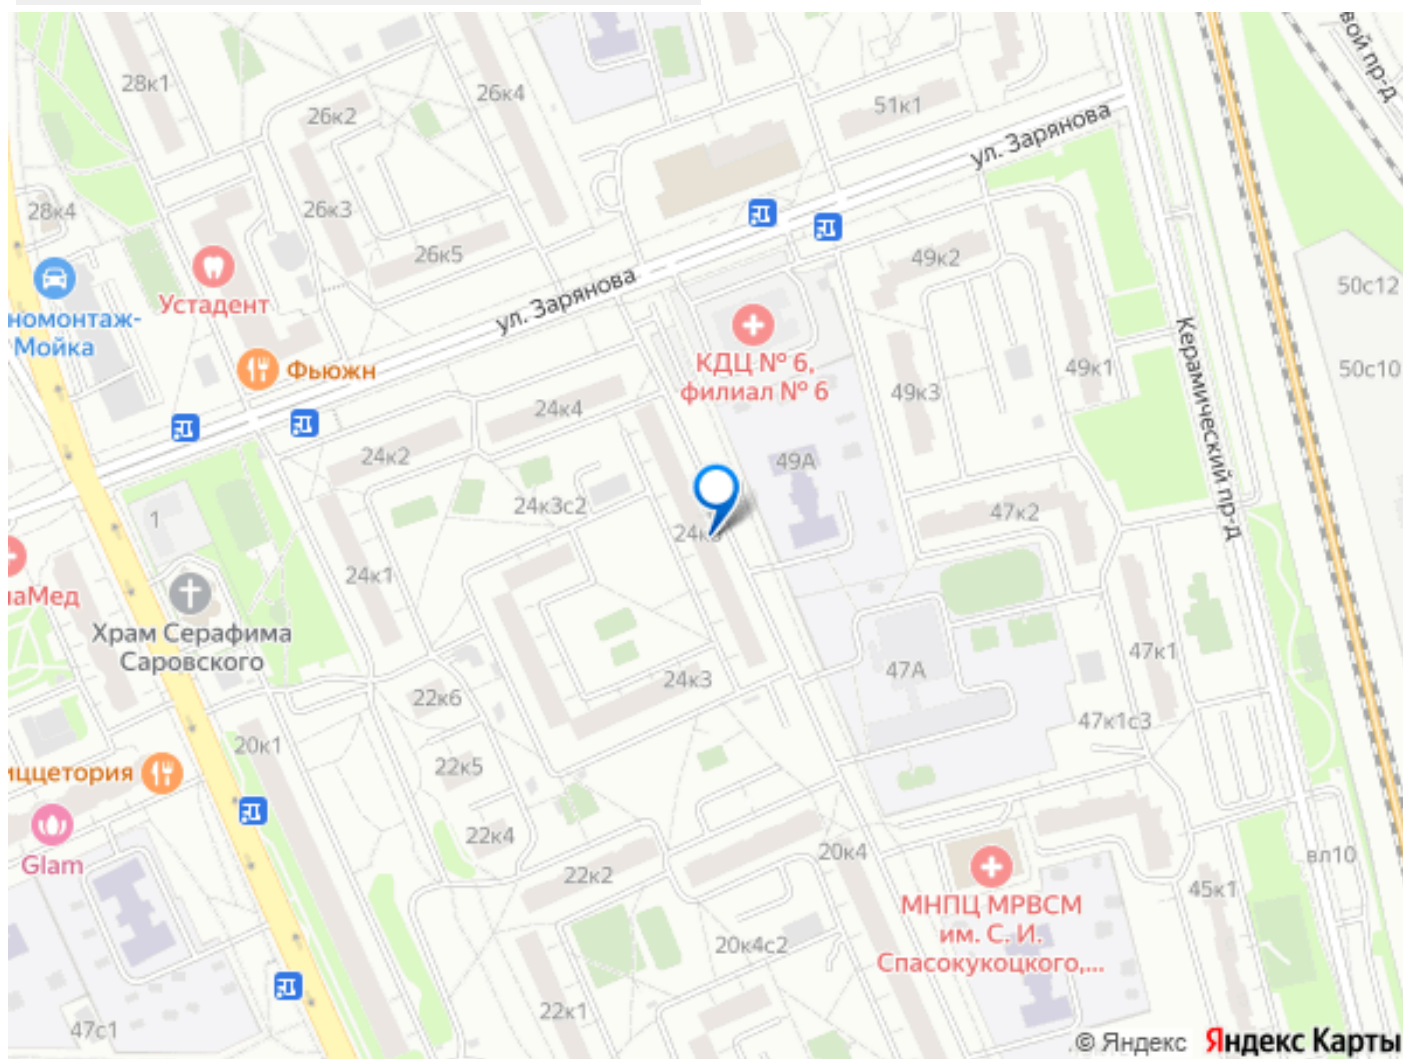 вой пр-д
28к1
26к2
26к4
51к1
ул. Зарянова
28к4
26к3
26к5
49к2
50с12
Устадент
ул. Зарянова
номонтаж-
Мойка
Фьюжн
КДЦ № 6,
филиал № 6
49к3
49к1
50с10
Керамический пр-д
24к4
24к2
49А
24к3с2
47к2
1
24к1
аМед
Храм Серафима
Саровского
47А
47к1
24к3
22к6
47к1с3
20к1
иццетория
22к5
22к4
20к4
вл10
Glam
22к2
45к1
МНПЦ МРВСМ
им. С. И.
Спасокукоцкого,...
20к4с2
22к1
47с1
© Яндекс
Яндекс Карты